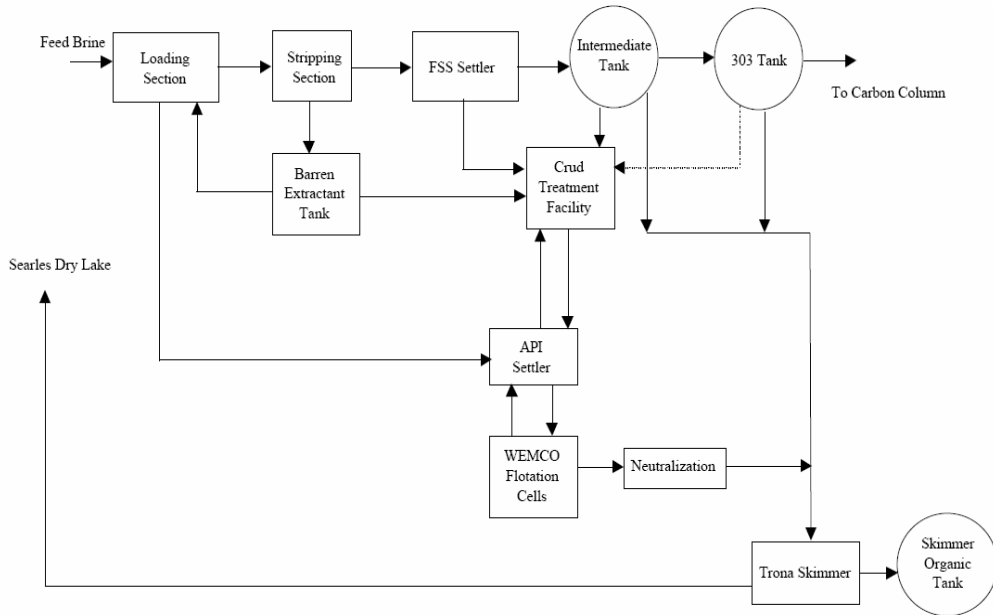 Feed Brine
Loading
Section
Stripping
Section
FSS Settler
Intermediate
Tank
303 Tank
To Carbon Column
Barren
Extractant
Tank
Crud
Treatment
Facility
Searles Dry Lake
API
Settler
WEMCO
Flotation
Cells
Neutralization
Trona Skimmer
Skimmer
Organic
Tank